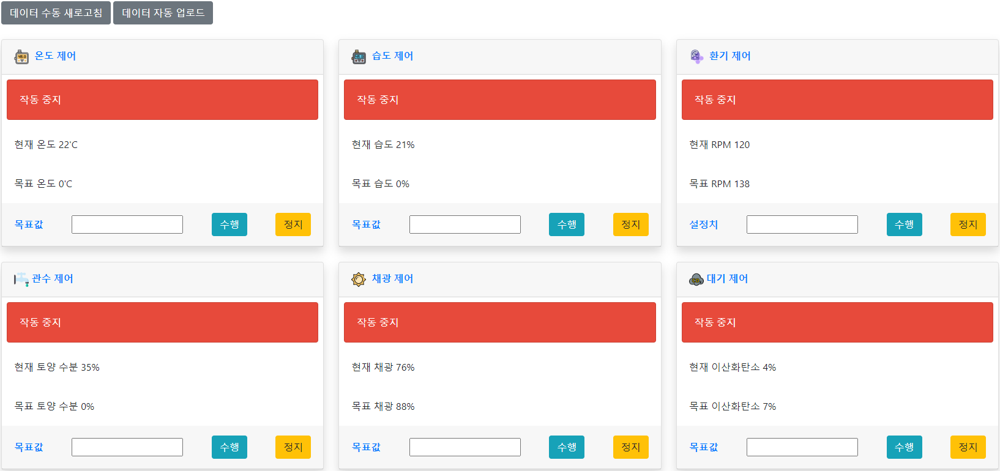 데이터 수동 새로고침 데이터 자동 업로드
온도 제어
작동 중지
현재 온도 22'C
목표 온도 0'C
목표값 수행 정지
습도 제어
작동 중지
현재 습도 21%
목표 습도 0%
목표값 수행 정지
환기 제어
작동 중지
현재 RPM 120
목표 RPM 138
설정치 수행 정지
관수 제어
작동 중지
현재 토양 수분 35%
목표 토양 수분 0%
목표값 수행 정지
채광 제어
작동 중지
현재 채광 76%
목표 채광 88%
목표값 수행 정지
대기 제어
작동 중지
현재 이산화탄소 4%
목표 이산화탄소 7%
목표값 수행 정지